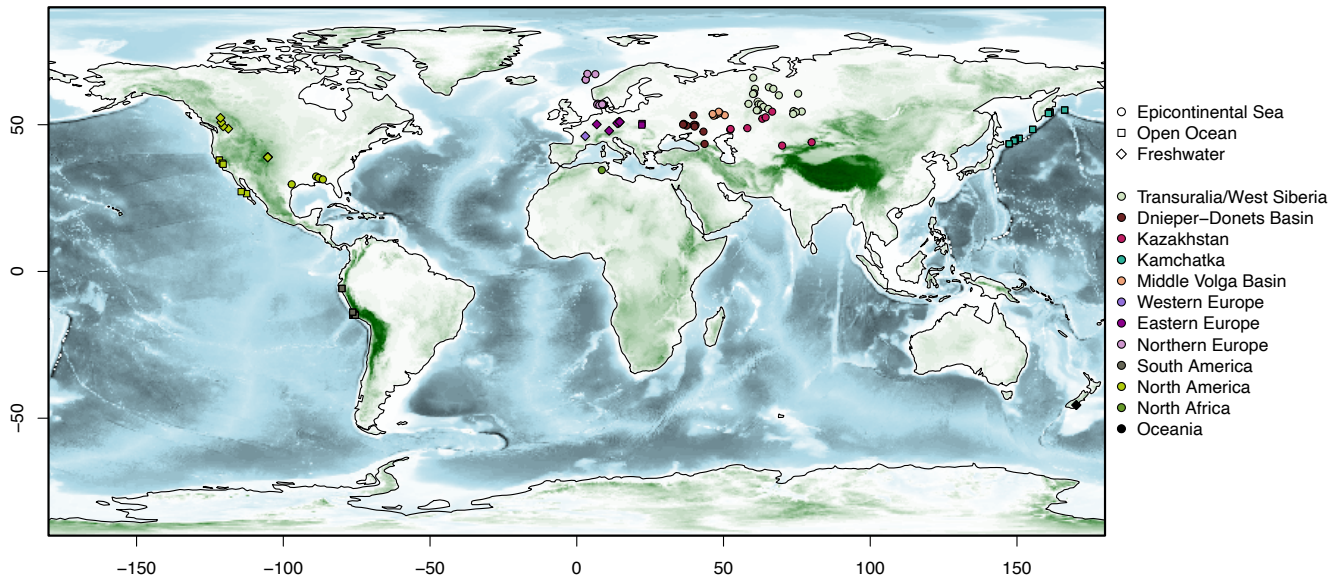 50
0
−50
−150
−100
−50
0
50
100
150
Epicontinental Sea
Open Ocean
Freshwater
Transuralia/West Siberia
Dnieper−Donets Basin
Kazakhstan
Kamchatka
Middle Volga Basin
Western Europe
Eastern Europe
Northern Europe
South America
North America
North Africa
Oceania